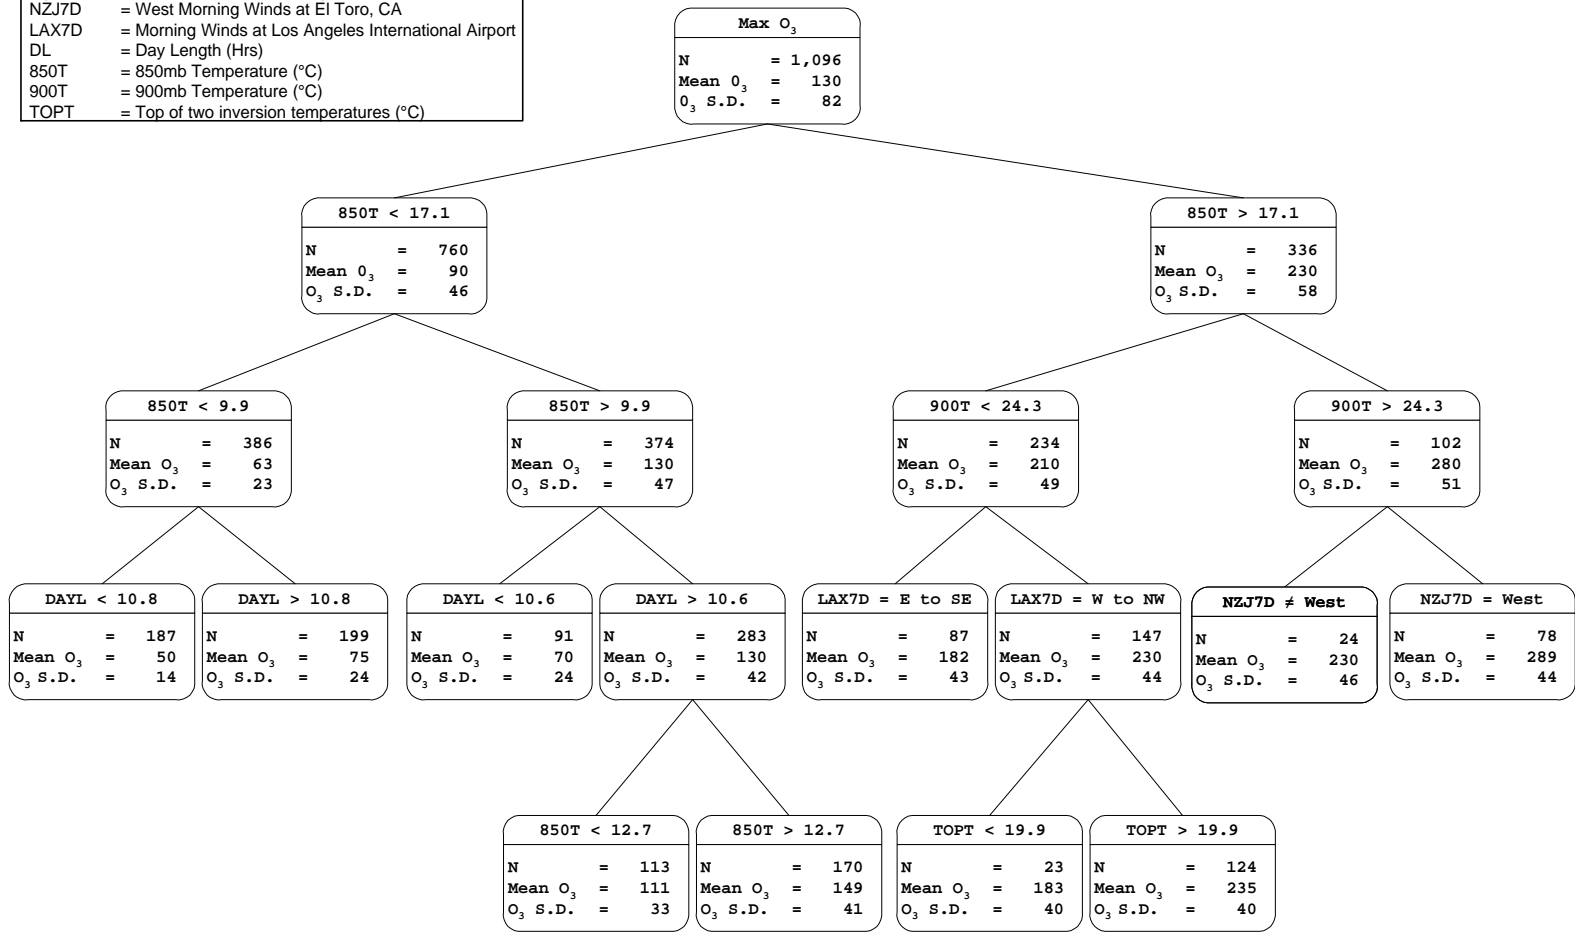 NZJ7D = West Morning Winds at El Toro, CA
LAX7D = Morning Winds at Los Angeles International Airport
DL = Day Length (Hrs)
850T = 850mb Temperature (°C)
900T = 900mb Temperature (°C)
TOPT = Top of two inversion temperatures (°C)
Max O₃
N = 1,096
Mean 0₃ = 130
0₃ S.D. = 82
850T < 17.1
N = 760
Mean 0₃ = 90
O₃ S.D. = 46
850T > 17.1
N = 336
Mean O₃ = 230
O₃ S.D. = 58
850T < 9.9
N = 386
Mean O₃ = 63
O₃ S.D. = 23
850T > 9.9
N = 374
Mean O₃ = 130
O₃ S.D. = 47
900T < 24.3
N = 234
Mean O₃ = 210
O₃ S.D. = 49
900T > 24.3
N = 102
Mean O₃ = 280
O₃ S.D. = 51
DAYL < 10.8
N = 187
Mean O₃ = 50
O₃ S.D. = 14
DAYL > 10.8
N = 199
Mean O₃ = 75
O₃ S.D. = 24
DAYL < 10.6
N = 91
Mean O₃ = 70
O₃ S.D. = 24
DAYL > 10.6
N = 283
Mean O₃ = 130
O₃ S.D. = 42
LAX7D = E to SE
N = 87
Mean O₃ = 182
O₃ S.D. = 43
LAX7D = W to NW
N = 147
Mean O₃ = 230
O₃ S.D. = 44
NZJ7D ≠ West
N = 24
Mean O₃ = 230
O₃ S.D. = 46
NZJ7D = West
N = 78
Mean O₃ = 289
O₃ S.D. = 44
850T < 12.7
N = 113
Mean O₃ = 111
O₃ S.D. = 33
850T > 12.7
N = 170
Mean O₃ = 149
O₃ S.D. = 41
TOPT < 19.9
N = 23
Mean O₃ = 183
O₃ S.D. = 40
TOPT > 19.9
N = 124
Mean O₃ = 235
O₃ S.D. = 40